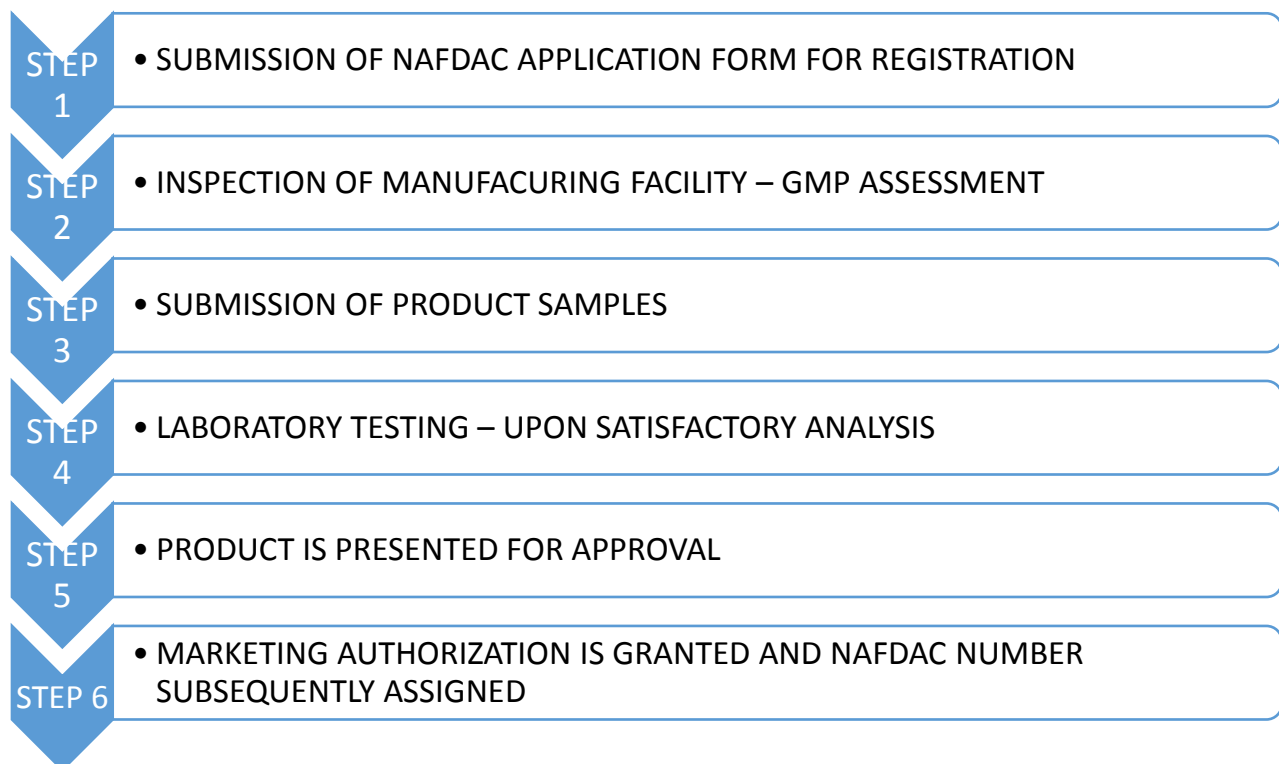 STEP
1
• SUBMISSION OF NAFDAC APPLICATION FORM FOR REGISTRATION
STEP
2
• INSPECTION OF MANUFACURING FACILITY – GMP ASSESSMENT
STEP
3
• SUBMISSION OF PRODUCT SAMPLES
STEP
4
• LABORATORY TESTING – UPON SATISFACTORY ANALYSIS
STEP
5
• PRODUCT IS PRESENTED FOR APPROVAL
STEP 6
• MARKETING AUTHORIZATION IS GRANTED AND NAFDAC NUMBER
SUBSEQUENTLY ASSIGNED